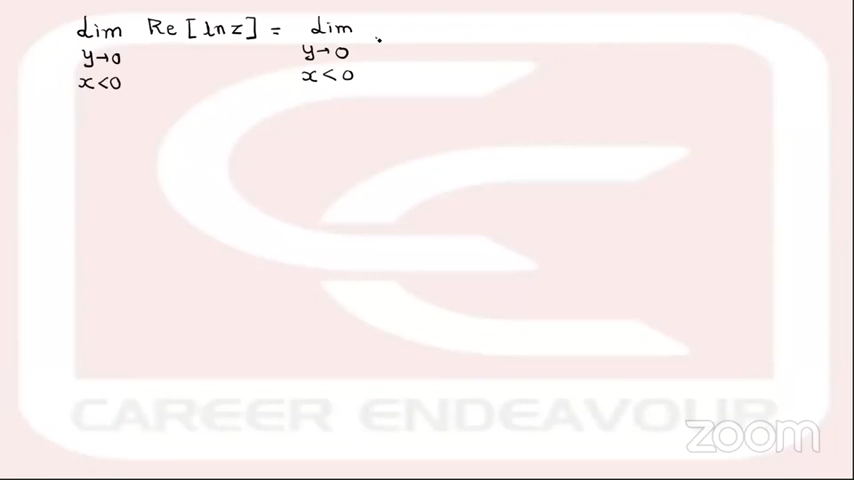 lim Re [ln z] = lim
y→0 y→0
x<0 x<0
CAREER ENDEAVOUR
zoom